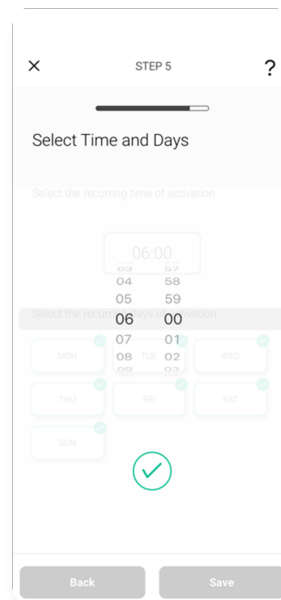 STEP 5 ?
Select Time and Days
Select the recurring time of activation
06:00
03 57
04 58
05 59
Select the recurring days of activation
06 00
07 01
MON TUE WED
08 02
09 03
THU FRI SAT
SUN
Back Save